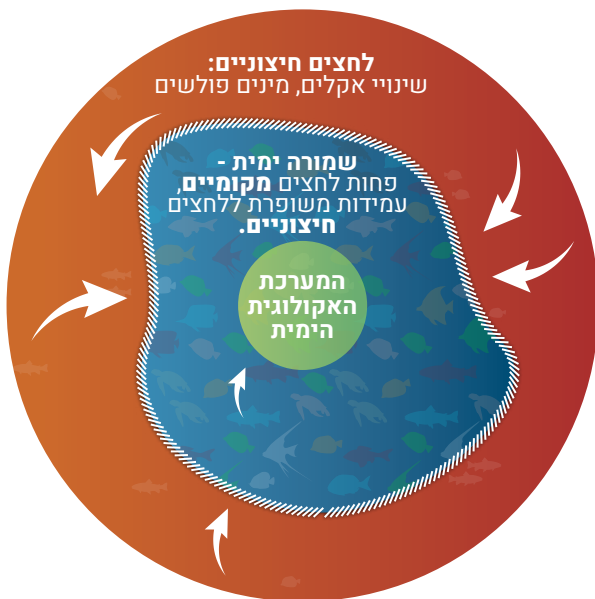 לחצים חיצוניים:
שינויי אקלים, מינים פולשים
שמורה ימית -
פחות לחצים מקומיים,
עמידות משופרת ללחצים
חיצוניים.
המערכת
האקולוגית
הימית